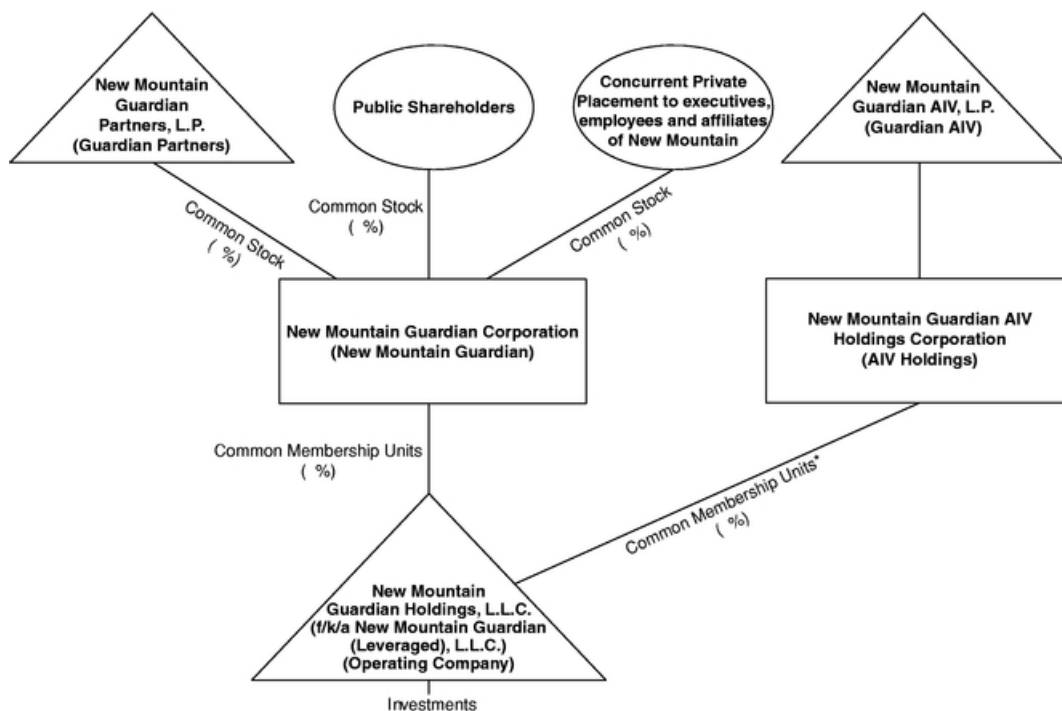 New Mountain
Guardian
Partners, L.P.
(Guardian Partners)
Public Shareholders
Concurrent Private
Placement to executives,
employees and affiliates
of New Mountain
New Mountain
Guardian AIV, L.P.
(Guardian AIV)
Common Stock
( %)
Common Stock
( %)
Common Stock
( %)
New Mountain Guardian Corporation
(New Mountain Guardian)
New Mountain Guardian AIV
Holdings Corporation
(AIV Holdings)
Common Membership Units
( %)
Common Membership Units*
( %)
New Mountain
Guardian Holdings, L.L.C.
(f/k/a New Mountain Guardian
(Leveraged), L.L.C.)
(Operating Company)
Investments